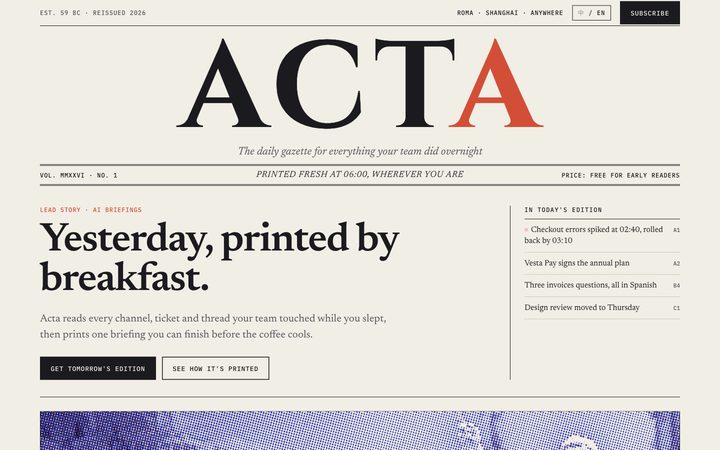 EST. 59 BC · REISSUED 2026
ROMA · SHANGHAI · ANYWHERE
中 / EN
SUBSCRIBE
ACTA
The daily gazette for everything your team did overnight
VOL. MMXXVI · NO. 1
PRINTED FRESH AT 06:00, WHEREVER YOU ARE
PRICE: FREE FOR EARLY READERS
LEAD STORY · AI BRIEFINGS
Yesterday, printed by
breakfast.
Acta reads every channel, ticket and thread your team touched while you slept,
then prints one briefing you can finish before the coffee cools.
GET TOMORROW'S EDITION
SEE HOW IT'S PRINTED
IN TODAY'S EDITION
Checkout errors spiked at 02:40, rolled
back by 03:10
A1
Vesta Pay signs the annual plan
A2
Three invoices questions, all in Spanish
B4
Design review moved to Thursday
C1